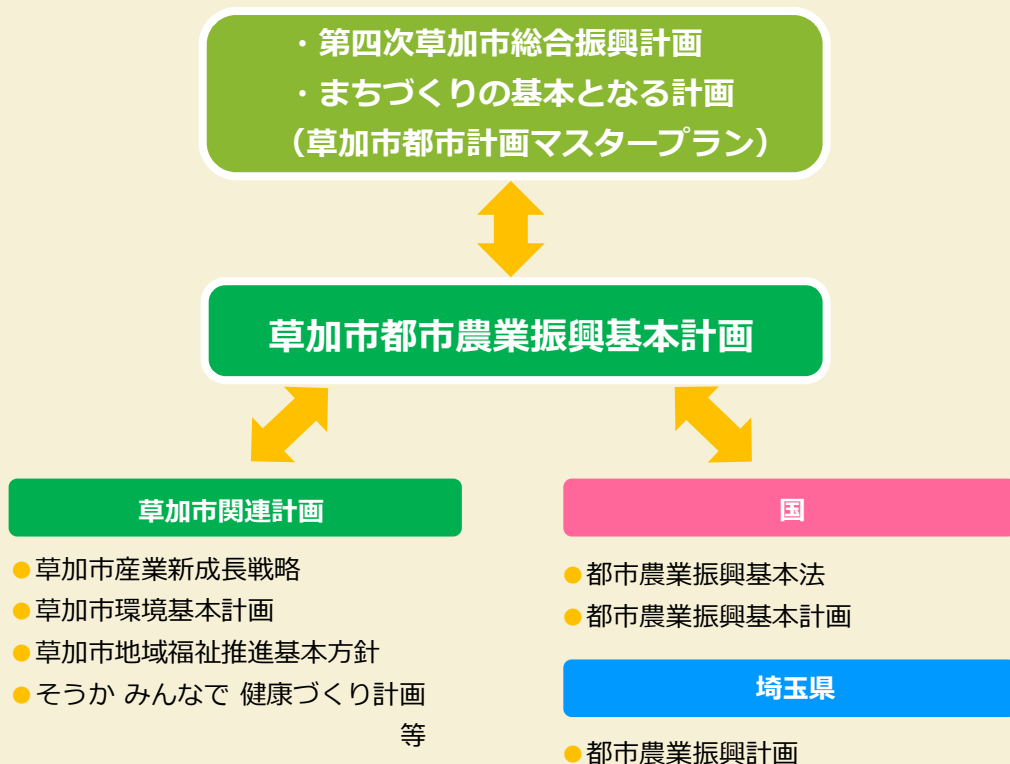 ・第四次草加市総合振興計画
・まちづくりの基本となる計画
（草加市都市計画マスタープラン）
草加市都市農業振興基本計画
草加市関連計画
●草加市産業新成長戦略
●草加市環境基本計画
●草加市地域福祉推進基本方針
●そうか みんなで 健康づくり計画
等
国
●都市農業振興基本法
●都市農業振興基本計画
埼玉県
●都市農業振興計画